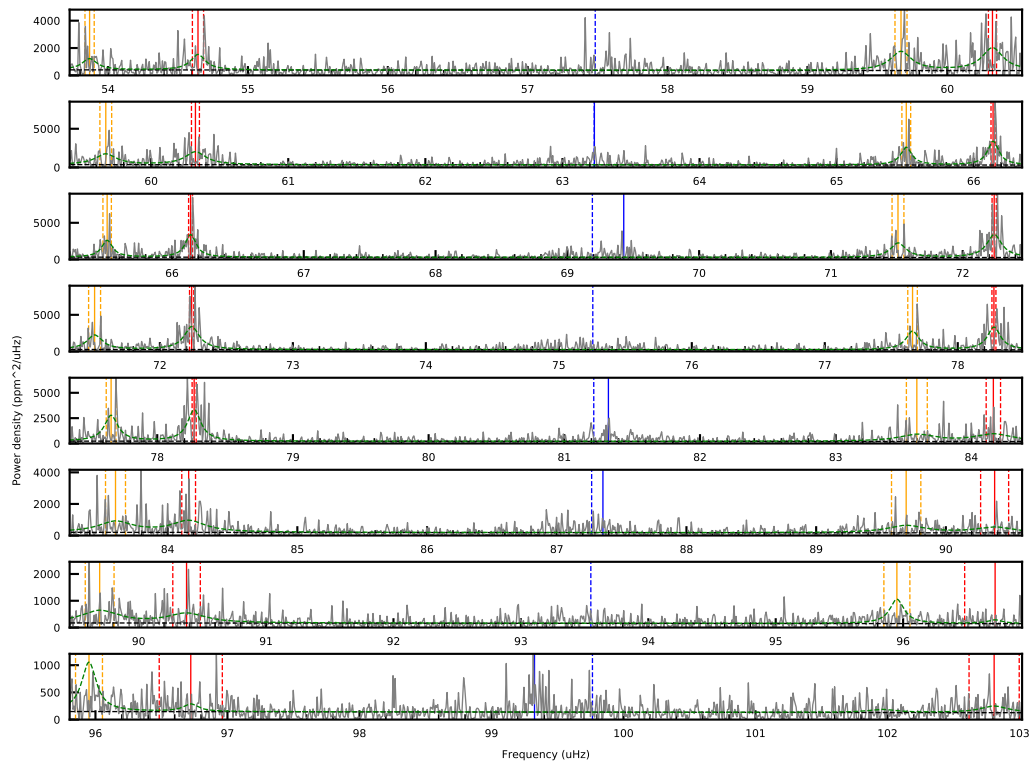 4000
2000
0
54 55 56 57 58 59 60
5000
0
60 61 62 63 64 65 66
5000
0
66 67 68 69 70 71 72
5000
0
72 73 74 75 76 77 78
5000
2500
0
78 79 80 81 82 83 84
4000
2000
0
84 85 86 87 88 89 90
2000
1000
0
90 91 92 93 94 95 96
1000
500
0
96 97 98 99 100 101 102 103
Power density (ppm^2/uHz)
Frequency (uHz)